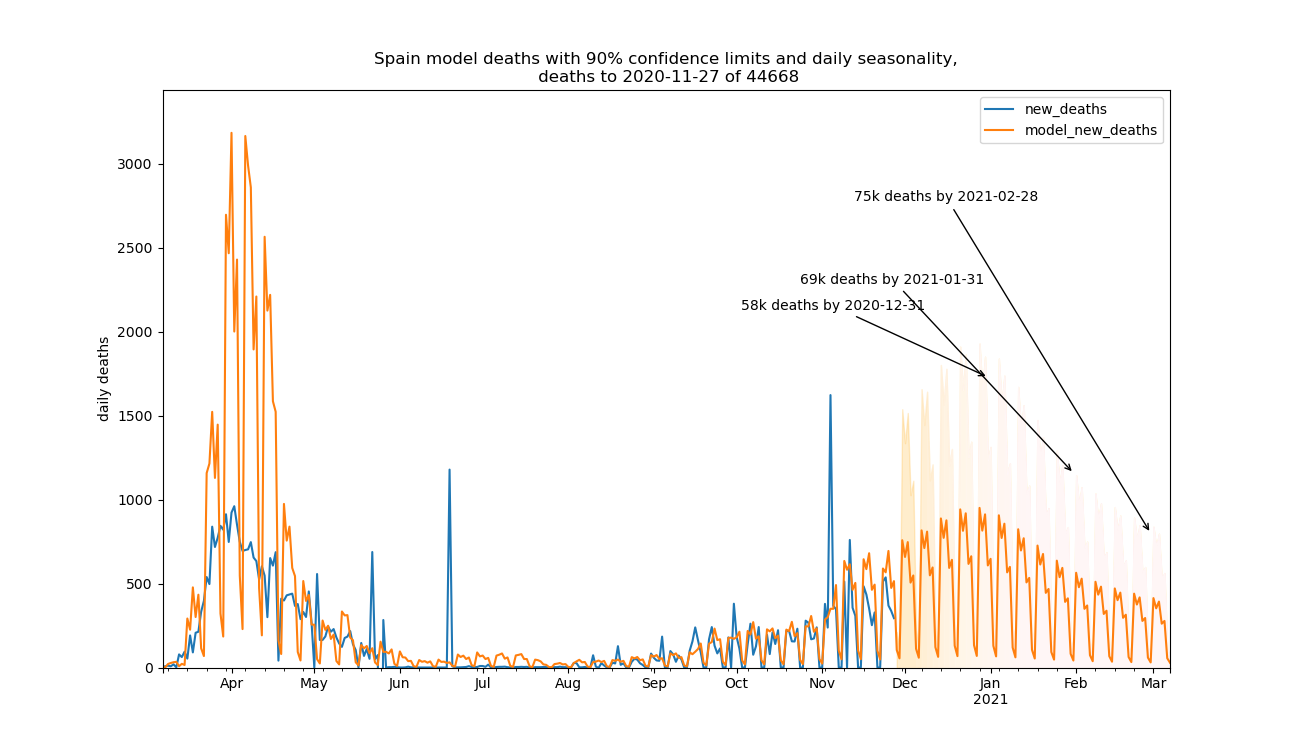 Spain model deaths with 90% confidence limits and daily seasonality,
deaths to 2020-11-27 of 44668
new_deaths
model_new_deaths
75k deaths by 2021-02-28
69k deaths by 2021-01-31
58k deaths by 2020-12-31
daily deaths
3000
2500
2000
1500
1000
500
0
Apr May Jun Jul Aug Sep Oct Nov Dec Jan Feb Mar
2021